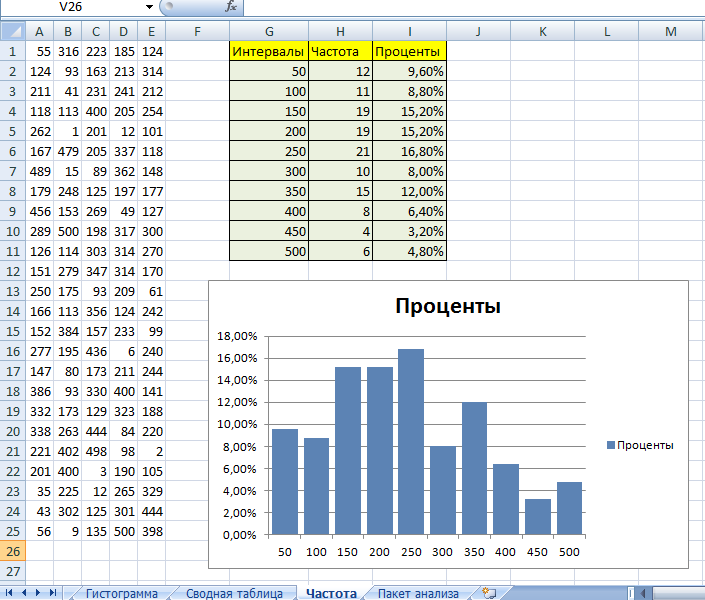 V26 fx
A B C D E F G H I J K L M
1 55 316 223 185 124 Интервалы Частота Проценты
2 124 93 163 213 314 50 12 9,60%
3 211 41 231 241 212 100 11 8,80%
4 118 113 400 205 254 150 19 15,20%
5 262 1 201 12 101 200 19 15,20%
6 167 479 205 337 118 250 21 16,80%
7 489 15 89 362 148 300 10 8,00%
8 179 248 125 197 177 350 15 12,00%
9 456 153 269 49 127 400 8 6,40%
10 289 500 198 317 300 450 4 3,20%
11 126 114 303 314 270 500 6 4,80%
12 151 279 347 314 170
13 250 175 93 209 61
14 166 113 356 124 242
15 152 384 157 233 99
16 277 195 436 6 240
17 147 80 173 211 244
18 386 93 330 400 141
19 332 173 129 323 188
20 338 263 444 84 220
21 221 402 498 98 2
22 201 400 3 190 105
23 35 225 12 265 329
24 43 302 125 301 444
25 56 9 135 500 398
26
27
Проценты
18,00%
16,00%
14,00%
12,00%
10,00%
8,00%
6,00%
4,00%
2,00%
0,00%
50 100 150 200 250 300 350 400 450 500
Проценты
Гистограмма Сводная таблица Частота Пакет анализа